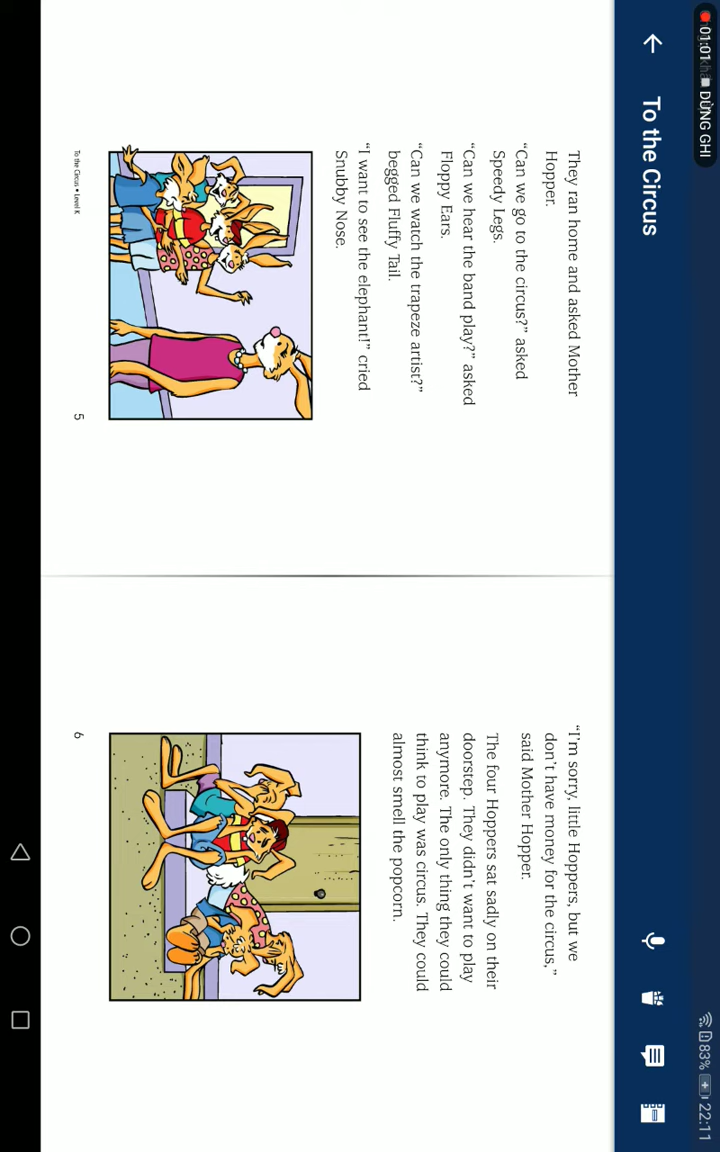 01:01 ■ DỪNG GHI
83% 22:11
To the Circus
They ran home and asked Mother
Hopper.
“Can we go to the circus?” asked
Speedy Legs.
“Can we hear the band play?” asked
Floppy Ears.
“Can we watch the trapeze artist?”
begged Fluffy Tail.
“I want to see the elephant!” cried
Snubby Nose.
To the Circus • Level K
5
“I'm sorry, little Hoppers, but we
don't have money for the circus,”
said Mother Hopper.
The four Hoppers sat sadly on their
doorstep. They didn't want to play
anymore. The only thing they could
think to play was circus. They could
almost smell the popcorn.
6